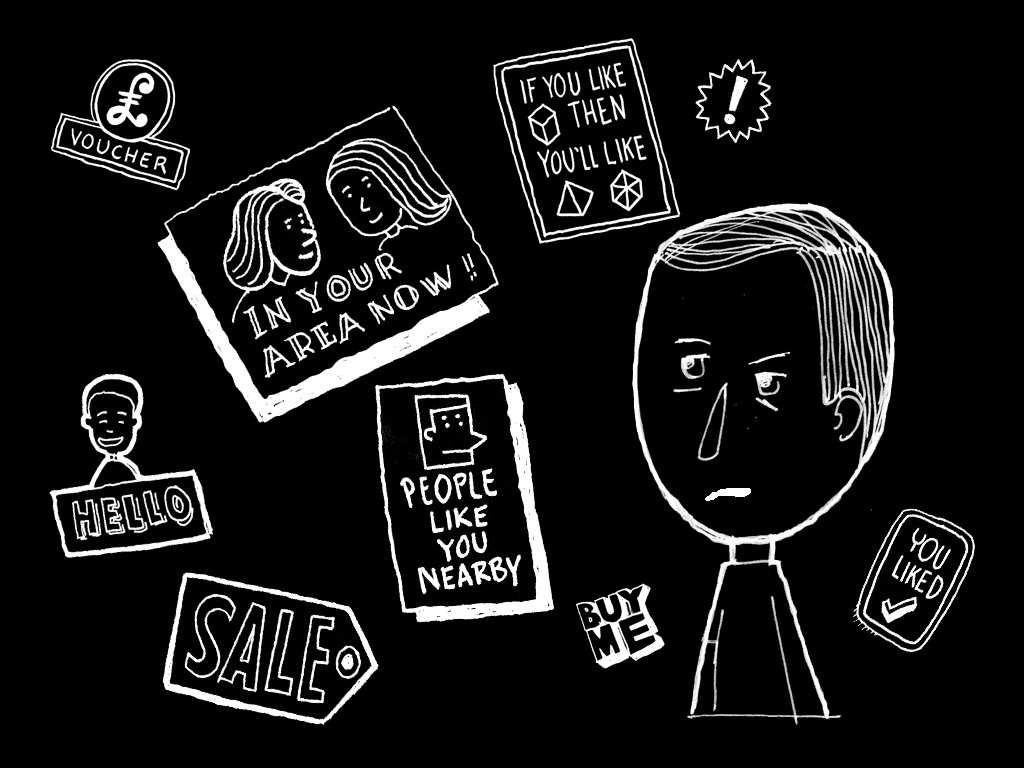 £
VOUCHER
IN YOUR
AREA NOW !!
IF YOU LIKE
THEN
YOU'LL LIKE
!
HELLO
PEOPLE
LIKE
YOU
NEARBY
SALE
BUY
ME
YOU
LIKED